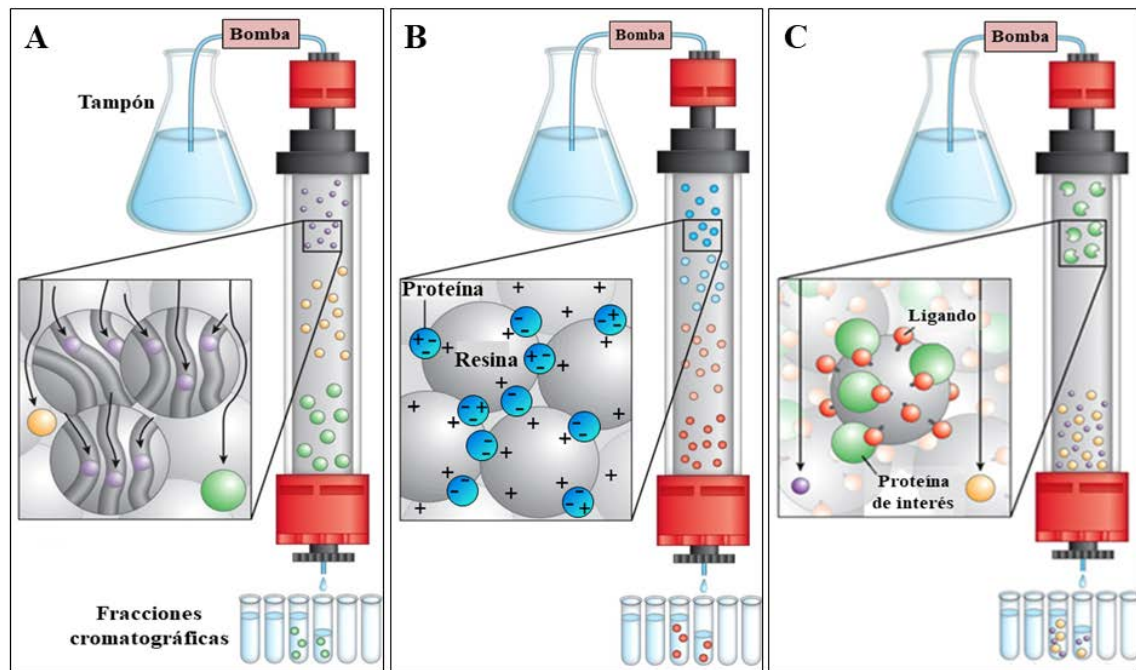 A
Bomba
Tampón
Fracciones
cromatográficas
B
Bomba
Proteína
Resina
C
Bomba
Ligando
Proteína
de interés